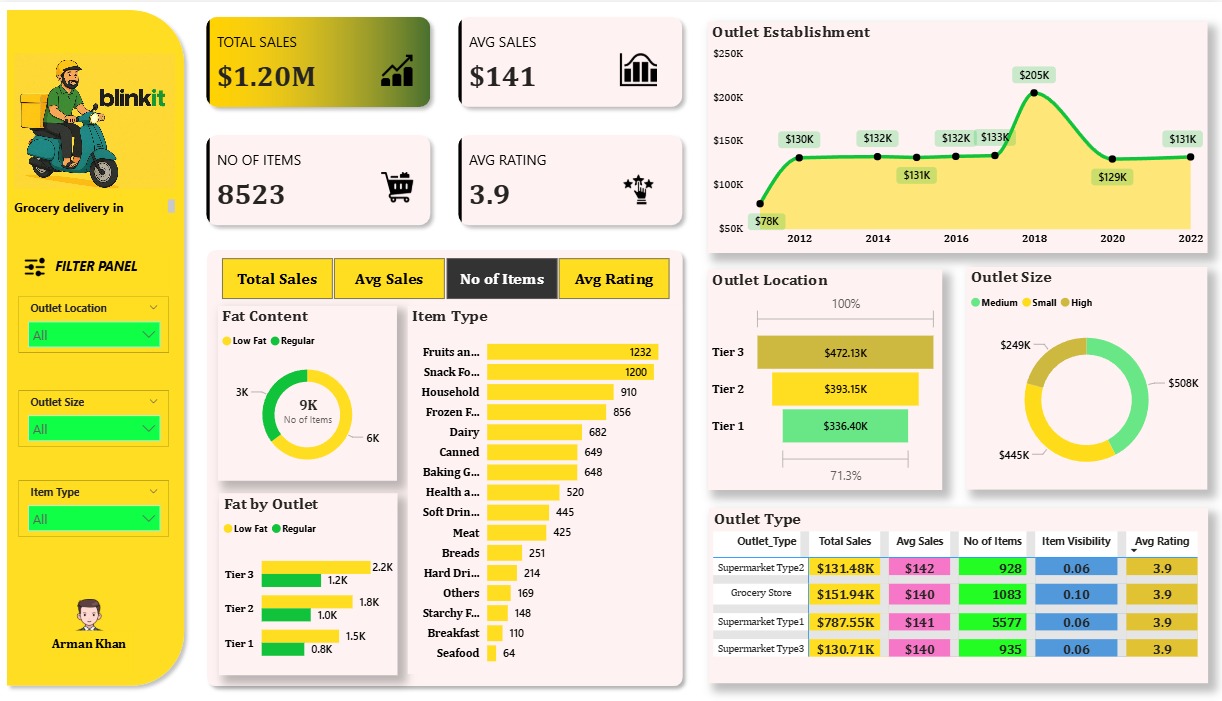 blinkit
Grocery delivery in
FILTER PANEL
Outlet Location
All
Outlet Size
All
Item Type
All
Arman Khan
TOTAL SALES
$1.20M
AVG SALES
$141
NO OF ITEMS
8523
AVG RATING
3.9
Total Sales Avg Sales No of Items Avg Rating
Fat Content
Low Fat Regular
3K
9K
No of Items
6K
Fat by Outlet
Low Fat Regular
Tier 3 2.2K
1.2K
Tier 2 1.8K
1.0K
Tier 1 1.5K
0.8K
Item Type
Fruits an... 1232
Snack Fo... 1200
Household 910
Frozen F... 856
Dairy 682
Canned 649
Baking G... 648
Health a... 520
Soft Drin... 445
Meat 425
Breads 251
Hard Dri... 214
Others 169
Starchy F... 148
Breakfast 110
Seafood 64
Outlet Establishment
$250K
$200K
$150K
$100K
$50K
$78K
$130K
$132K
$131K
$132K
$133K
$205K
$129K
$131K
2012 2014 2016 2018 2020 2022
Outlet Location
100%
Tier 3 $472.13K
Tier 2 $393.15K
Tier 1 $336.40K
71.3%
Outlet Size
Medium Small High
$249K
$508K
$445K
Outlet Type
Outlet_Type Total Sales Avg Sales No of Items Item Visibility Avg Rating
Supermarket Type2 $131.48K $142 928 0.06 3.9
Grocery Store $151.94K $140 1083 0.10 3.9
Supermarket Type1 $787.55K $141 5577 0.06 3.9
Supermarket Type3 $130.71K $140 935 0.06 3.9